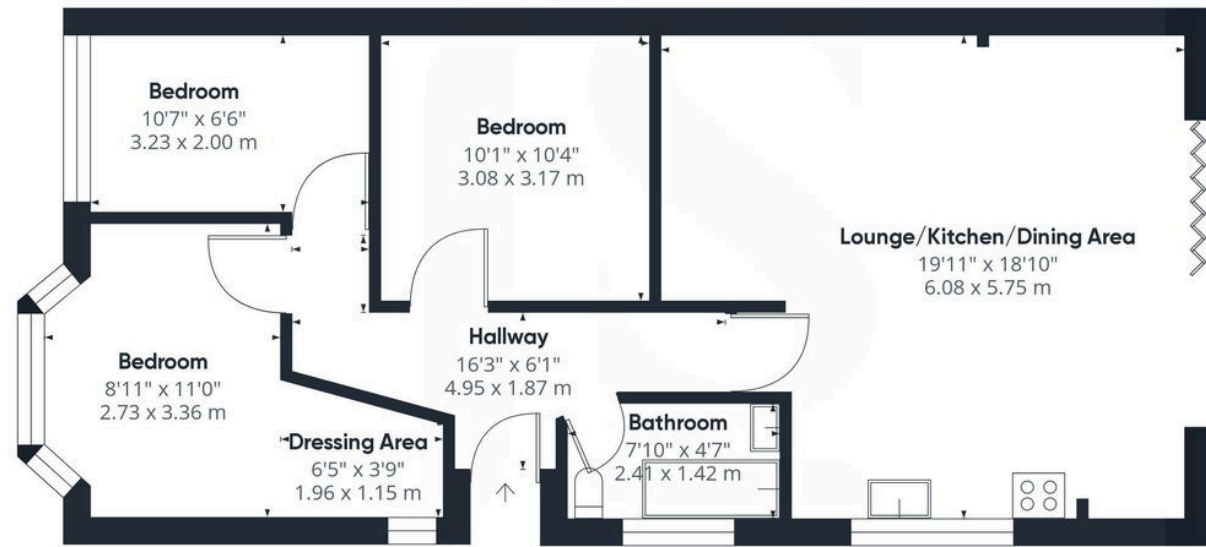 Bedroom
10'7" x 6'6"
3.23 x 2.00 m
Bedroom
10'1" x 10'4"
3.08 x 3.17 m
Lounge/Kitchen/Dining Area
19'11" x 18'10"
6.08 x 5.75 m
Bedroom
8'11" x 11'0"
2.73 x 3.36 m
Hallway
16'3" x 6'1"
4.95 x 1.87 m
Dressing Area
6'5" x 3'9"
1.96 x 1.15 m
Bathroom
7'10" x 4'7"
2.41 x 1.42 m